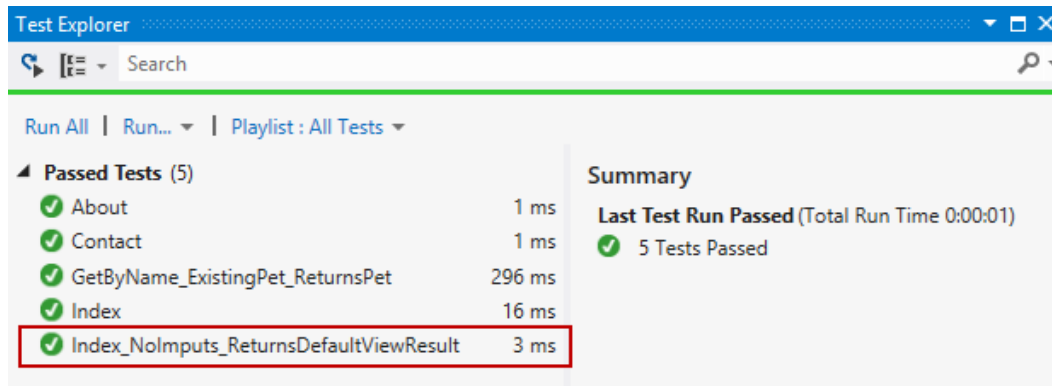 Test Explorer
Search
Run All | Run... | Playlist : All Tests
Passed Tests (5)
About 1 ms
Contact 1 ms
GetByName_ExistingPet_ReturnsPet 296 ms
Index 16 ms
Index_NoImputs_ReturnsDefaultViewResult 3 ms
Summary
Last Test Run Passed (Total Run Time 0:00:01)
5 Tests Passed